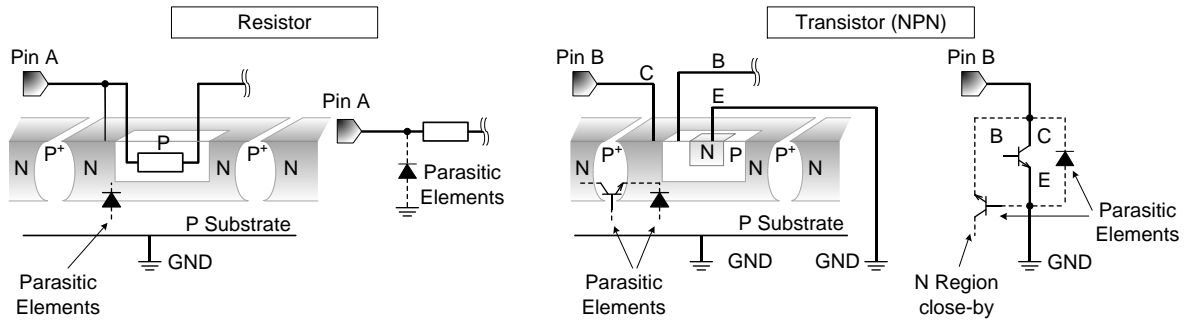 Resistor
Transistor (NPN)
Pin A
Pin B
C
B
E
Pin B
Pin A
N
P+
N
P
P+
N
N
P+
N
N
P
P+
N
B
C
E
Parasitic
Elements
P Substrate
GND
Parasitic
Elements
P Substrate
GND
GND
Parasitic
Elements
Parasitic
Elements
N Region
close-by
GND